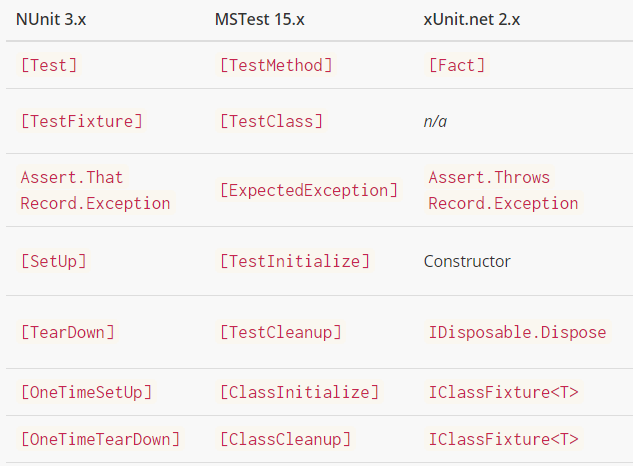 NUnit 3.x MSTest 15.x xUnit.net 2.x
[Test] [TestMethod] [Fact]
[TestFixture] [TestClass] n/a
Assert.That
Record.Exception [ExpectedException] Assert.Throws
Record.Exception
[SetUp] [TestInitialize] Constructor
[TearDown] [TestCleanup] IDisposable.Dispose
[OneTimeSetUp] [ClassInitialize] IClassFixture<T>
[OneTimeTearDown] [ClassCleanup] IClassFixture<T>